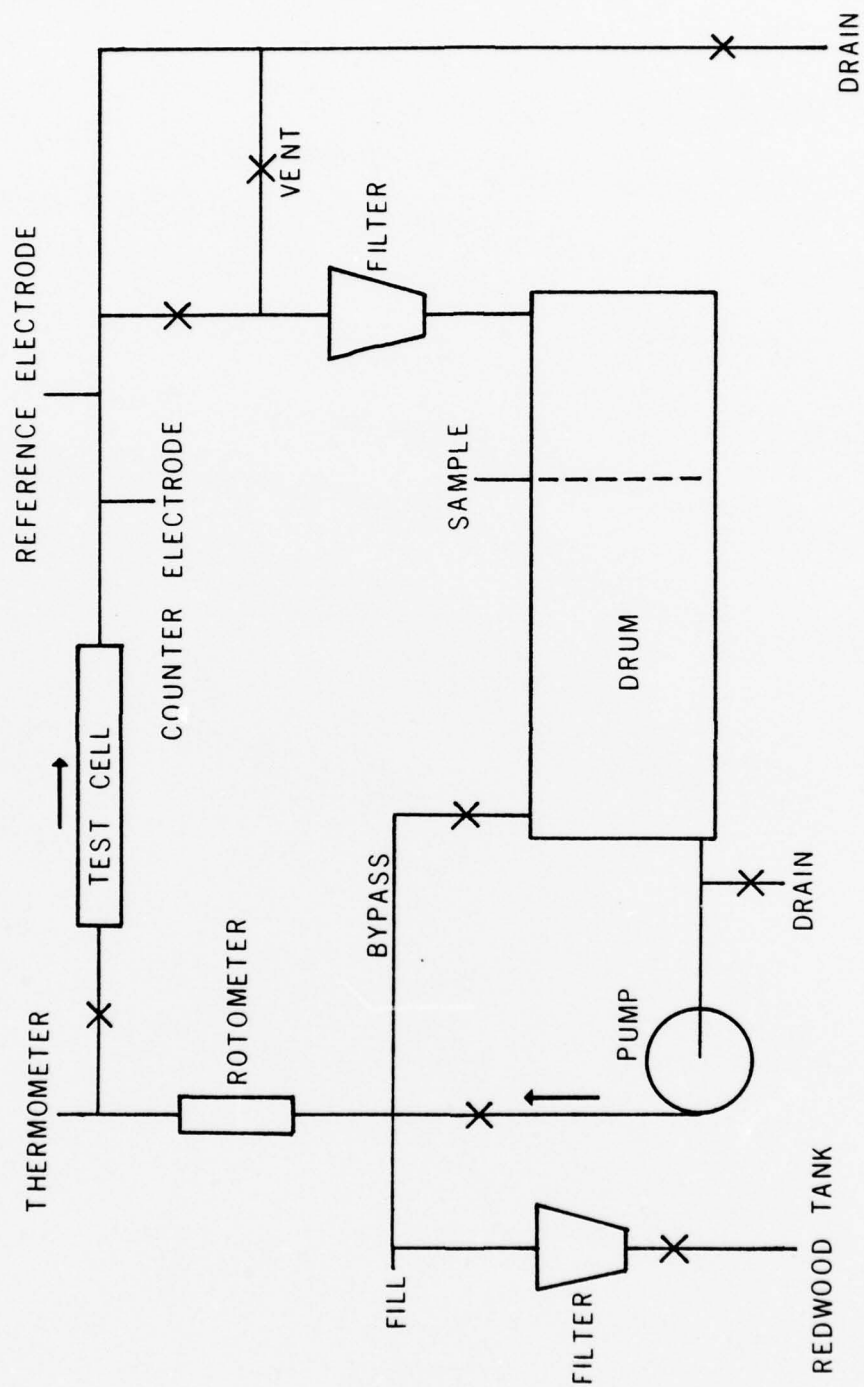 REFERENCE ELECTRODE
THERMOMETER
TEST CELL
COUNTER ELECTRODE
VENT
ROTOMETER
FILTER
BYPASS
SAMPLE
FILL
DRUM
PUMP
FILTER
DRAIN
REDWOOD TANK
DRAIN